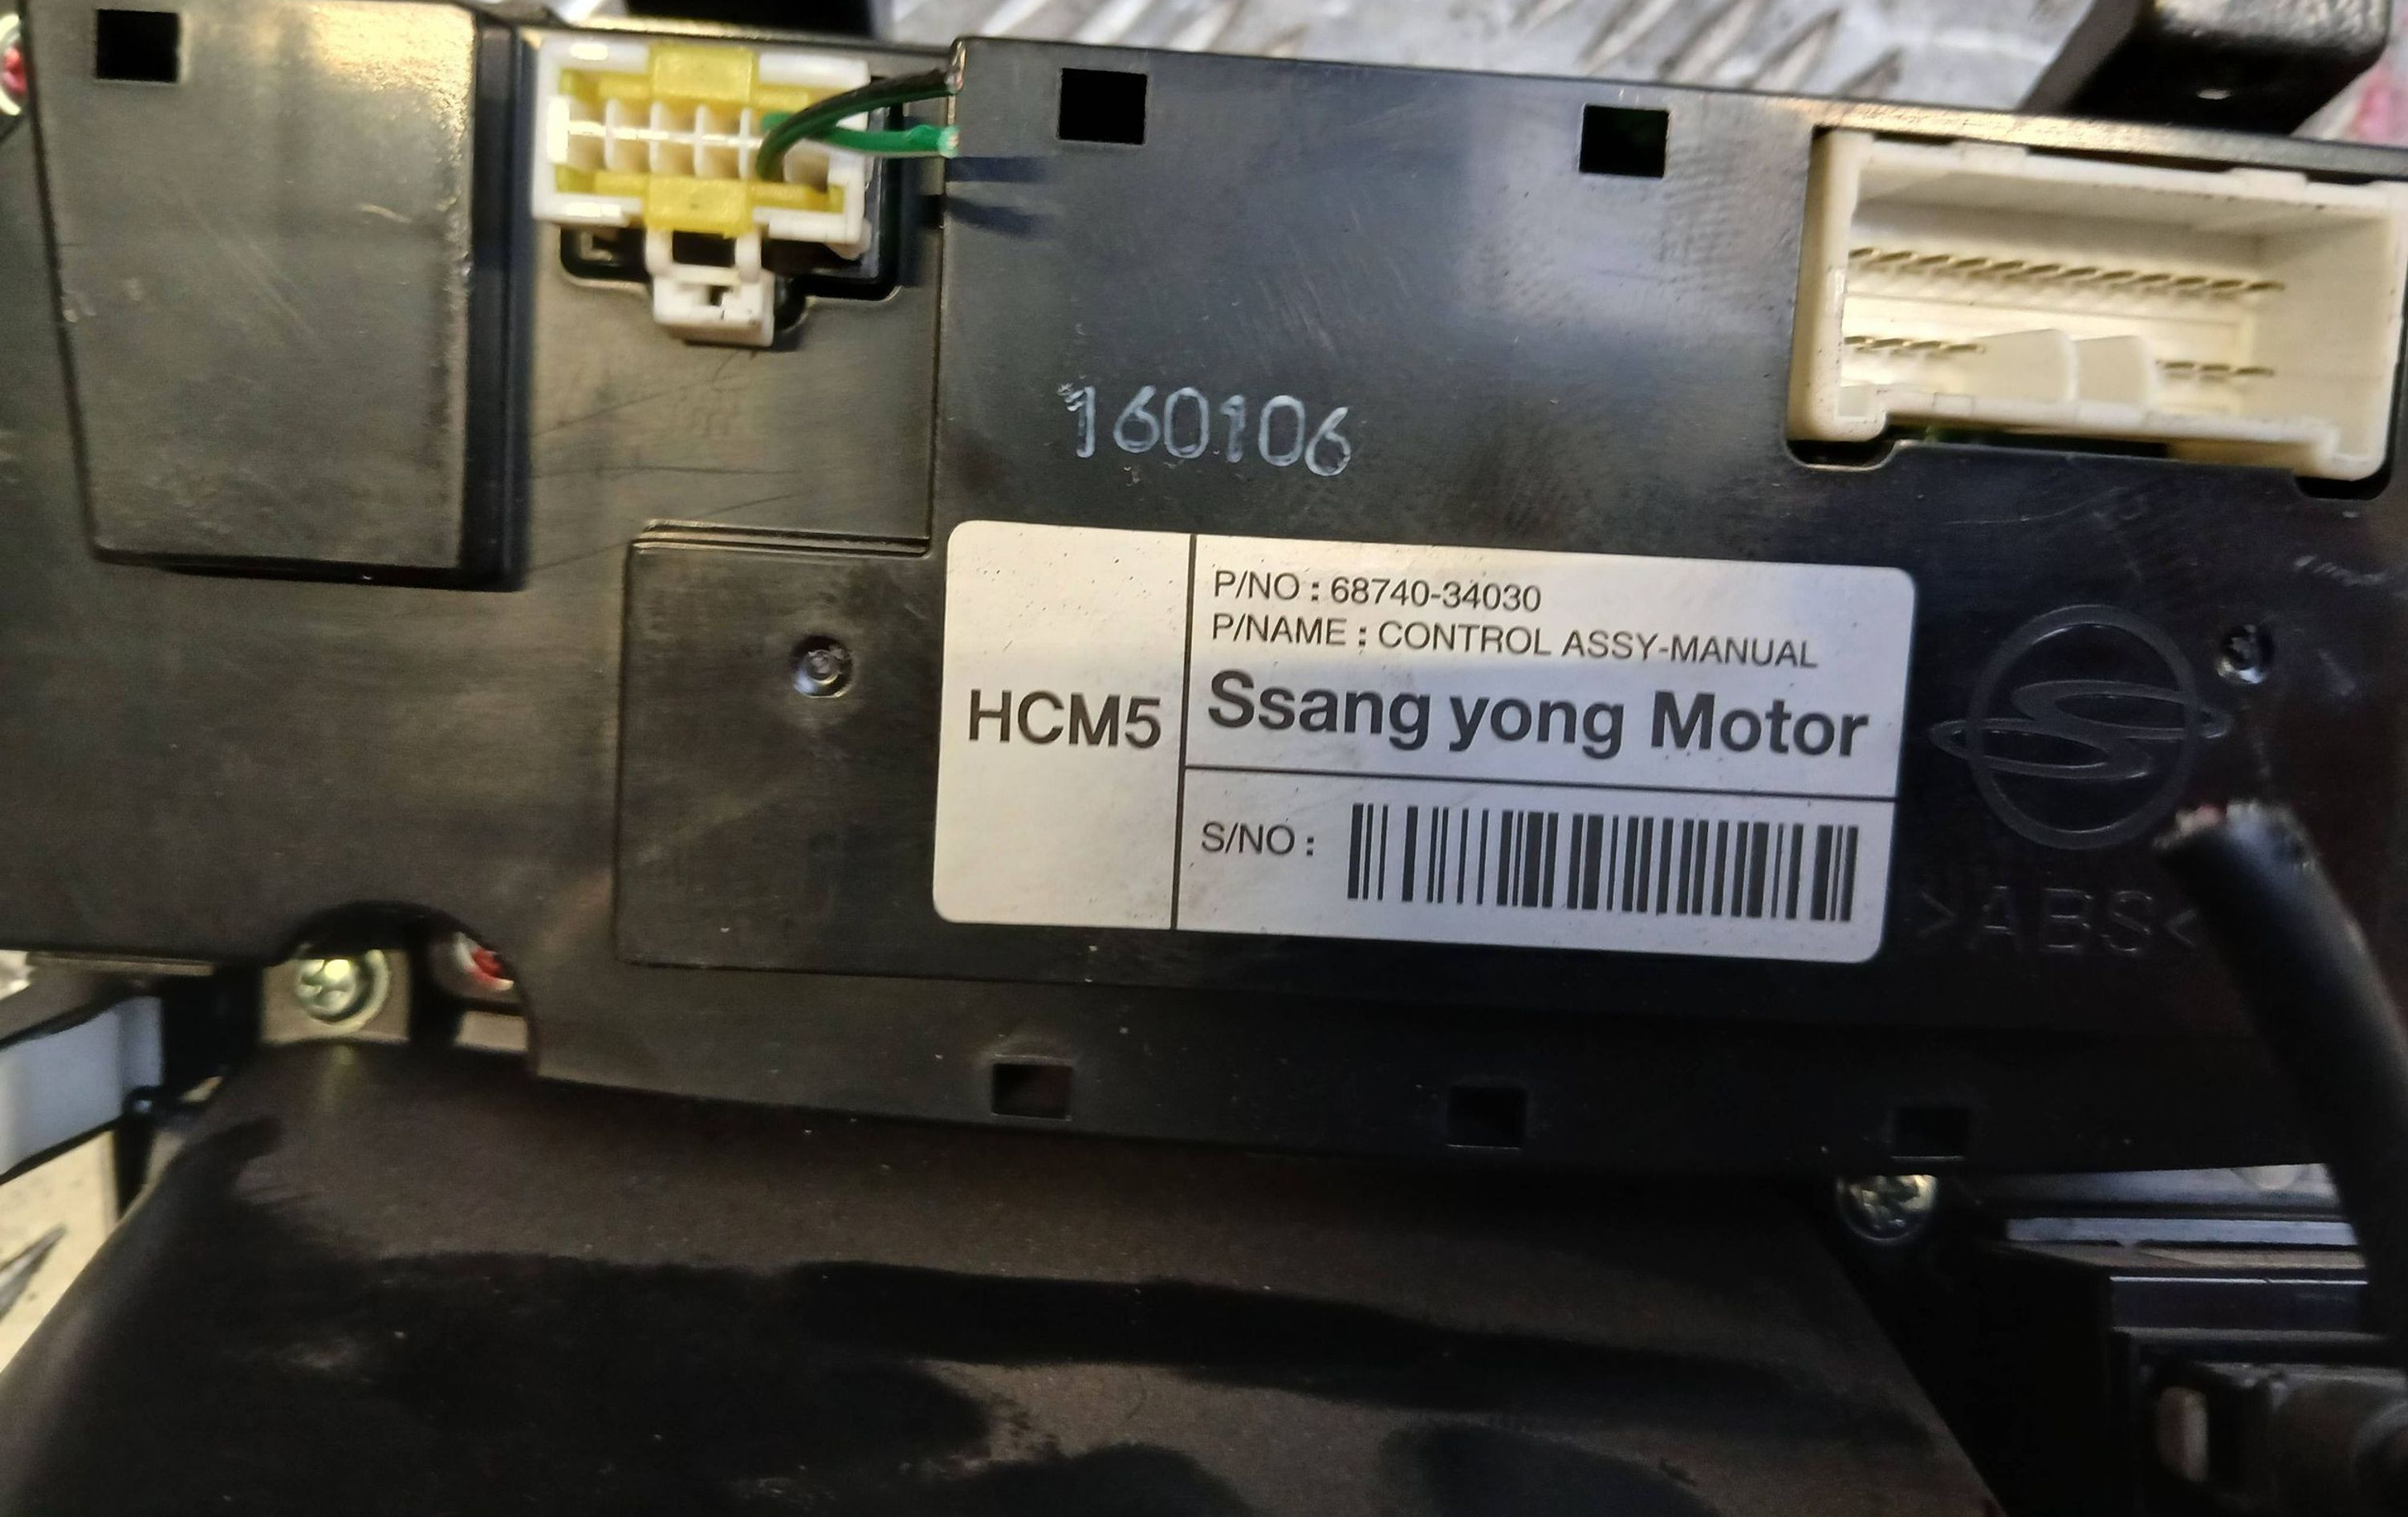 160106
P/NO : 68740-34030
P/NAME : CONTROL ASSY-MANUAL
HCM5
Ssang yong Motor
S/NO :
>ABS<